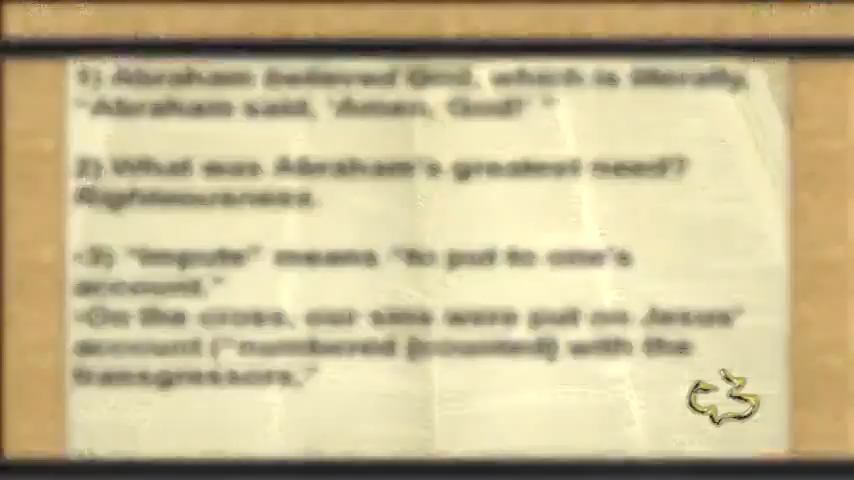 1) Abraham believed God, which is literally,
"Abraham said, 'Amen, God!' "
2) What was Abraham's greatest need?
Righteousness.
-3) "Impute" means "to put to one's
account."
-On the cross, our sins were put on Jesus'
account ("numbered [counted] with the
transgressors."